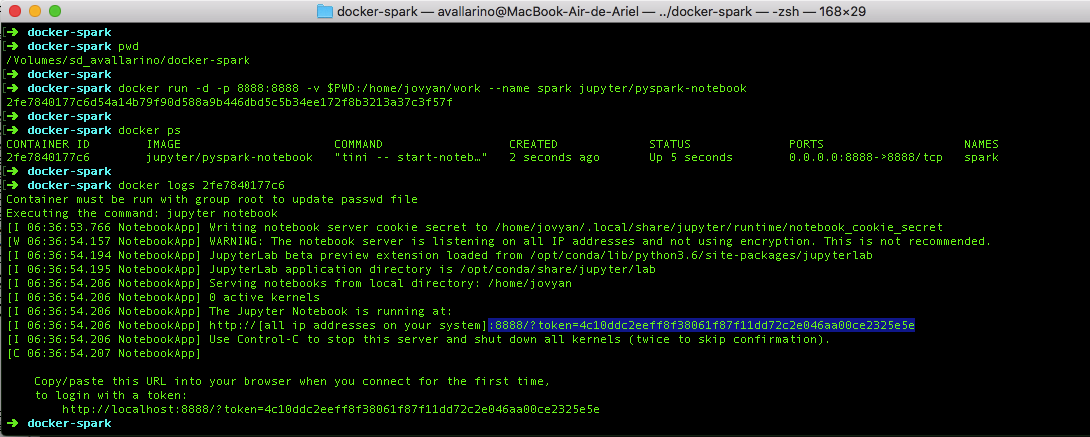 docker-spark — avallarino@MacBook-Air-de-Ariel — ../docker-spark — -zsh — 168×29
[➜  docker-spark
[➜  docker-spark pwd
/Volumes/sd_avallarino/docker-spark
[➜  docker-spark
[➜  docker-spark docker run -d -p 8888:8888 -v $PWD:/home/jovyan/work --name spark jupyter/pyspark-notebook
2fe7840177c6d54a14b79f90d588a9b446dbd5c5b34ee172f8b3213a37c3f57f
[➜  docker-spark
[➜  docker-spark docker ps
CONTAINER ID        IMAGE                      COMMAND                  CREATED             STATUS              PORTS                    NAMES
2fe7840177c6        jupyter/pyspark-notebook   "tini -- start-noteb…"   2 seconds ago       Up 5 seconds        0.0.0.0:8888->8888/tcp   spark
[➜  docker-spark
[➜  docker-spark docker logs 2fe7840177c6
Container must be run with group root to update passwd file
Executing the command: jupyter notebook
[I 06:36:53.766 NotebookApp] Writing notebook server cookie secret to /home/jovyan/.local/share/jupyter/runtime/notebook_cookie_secret
[W 06:36:54.157 NotebookApp] WARNING: The notebook server is listening on all IP addresses and not using encryption. This is not recommended.
[I 06:36:54.194 NotebookApp] JupyterLab beta preview extension loaded from /opt/conda/lib/python3.6/site-packages/jupyterlab
[I 06:36:54.195 NotebookApp] JupyterLab application directory is /opt/conda/share/jupyter/lab
[I 06:36:54.206 NotebookApp] Serving notebooks from local directory: /home/jovyan
[I 06:36:54.206 NotebookApp] 0 active kernels
[I 06:36:54.206 NotebookApp] The Jupyter Notebook is running at:
[I 06:36:54.206 NotebookApp] http://[all ip addresses on your system]:8888/?token=4c10ddc2eeff8f38061f87f11dd72c2e046aa00ce2325e5e
[I 06:36:54.206 NotebookApp] Use Control-C to stop this server and shut down all kernels (twice to skip confirmation).
[C 06:36:54.207 NotebookApp]
Copy/paste this URL into your browser when you connect for the first time,
to login with a token:
http://localhost:8888/?token=4c10ddc2eeff8f38061f87f11dd72c2e046aa00ce2325e5e
➜  docker-spark